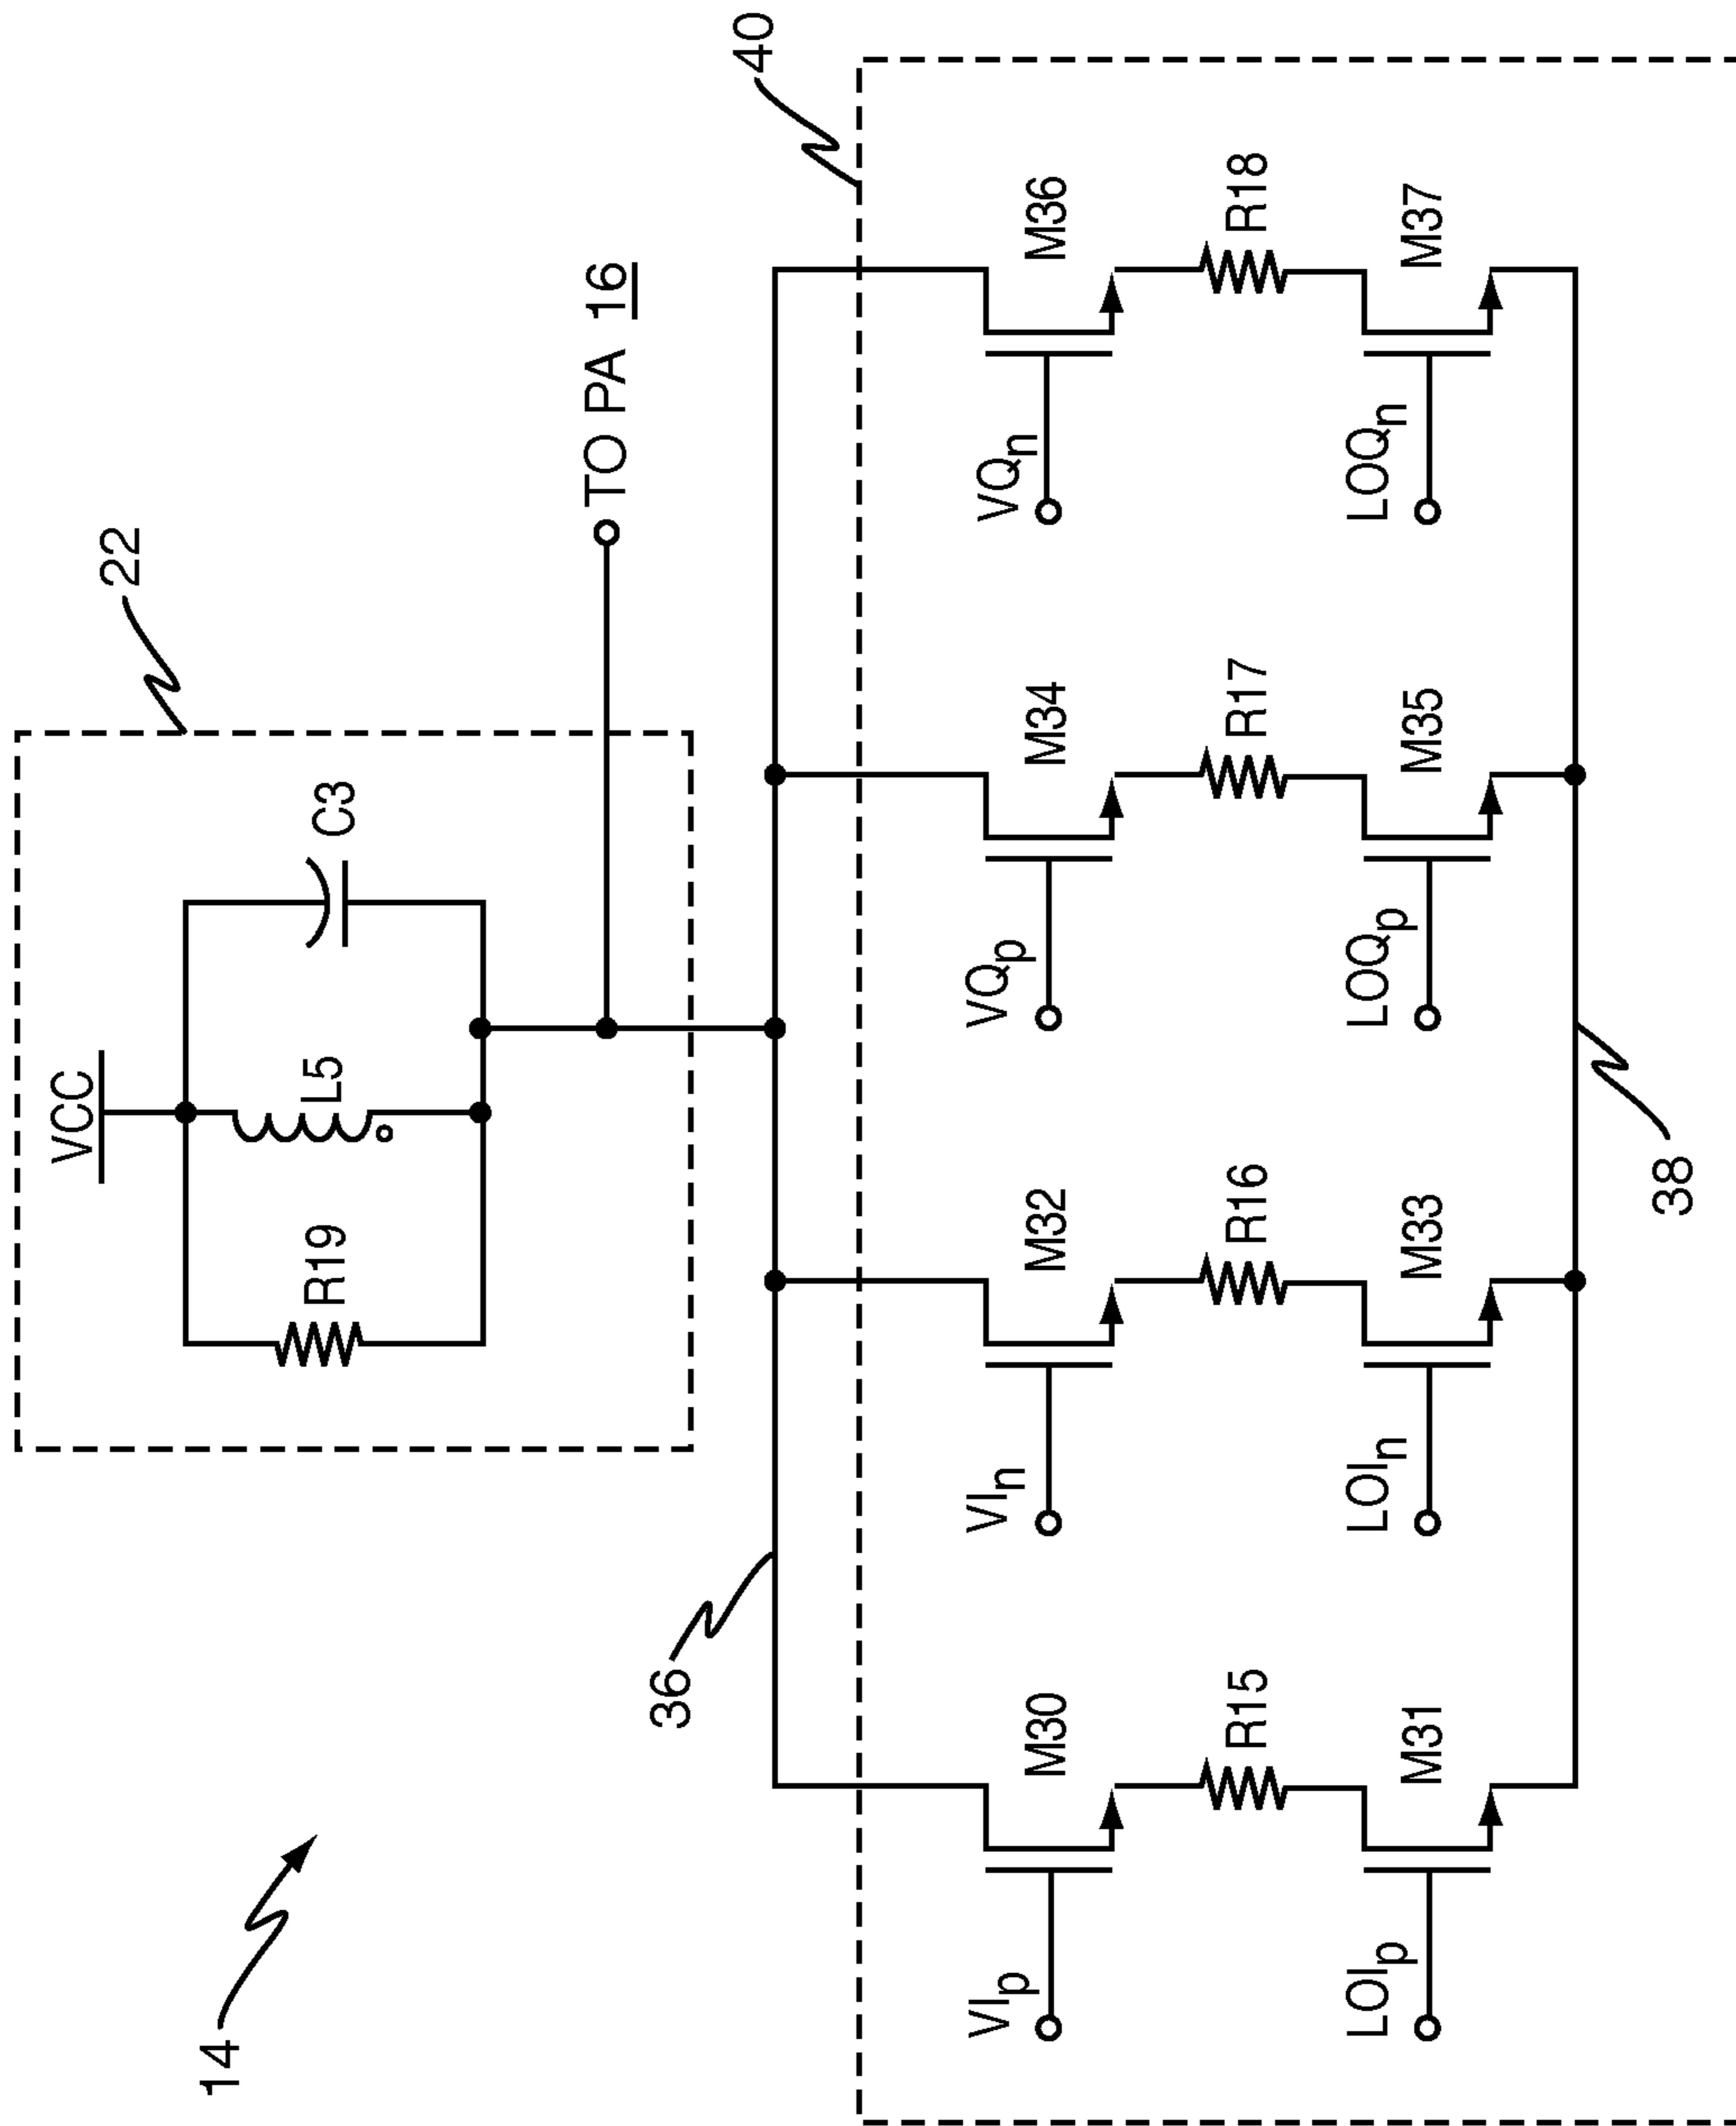 14
22
VCC
R19
L5
C3
TO PA 16
36
40
VIp
M30
VIn
M32
VQp
M34
VQn
M36
R15
R16
R17
R18
LOIp
M31
LOIn
M33
LOQp
M35
LOQn
M37
38